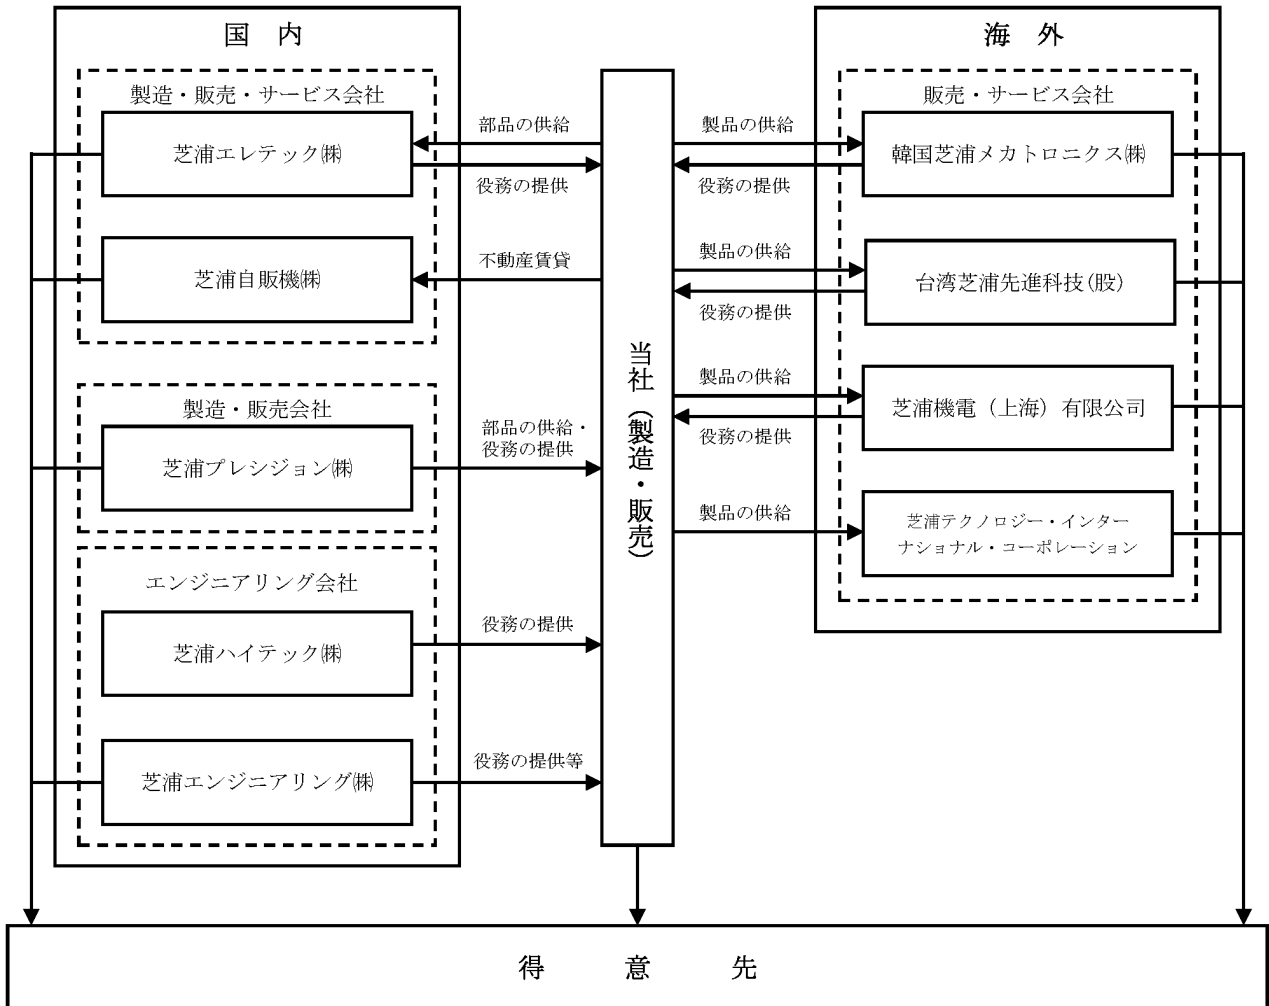 国 内
製造・販売・サービス会社
芝浦エレテック㈱
芝浦自販機㈱
製造・販売会社
芝浦プレシジョン㈱
エンジニアリング会社
芝浦ハイテック㈱
芝浦エンジニアリング㈱
部品の供給
役務の提供
不動産賃貸
部品の供給・
役務の提供
役務の提供
役務の提供等
当社(製造・販売)
製品の供給
役務の提供
製品の供給
役務の提供
製品の供給
役務の提供
製品の供給
海 外
販売・サービス会社
韓国芝浦メカトロニクス㈱
台湾芝浦先進科技(股)
芝浦機電（上海）有限公司
芝浦テクノロジー・インター
ナショナル・コーポレーション
得 意 先